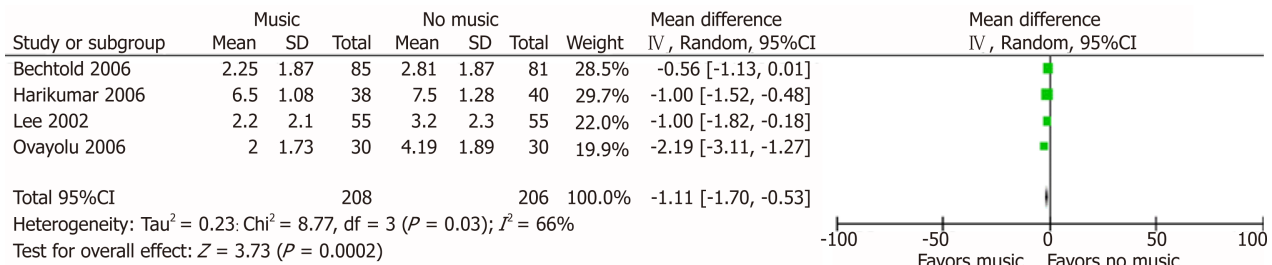 Music No music Mean difference Mean difference
Study or subgroup Mean SD Total Mean SD Total Weight Ⅳ, Random, 95%CI Ⅳ, Random, 95%CI
Bechtold 2006 2.25 1.87 85 2.81 1.87 81 28.5% -0.56 [-1.13, 0.01]
Harikumar 2006 6.5 1.08 38 7.5 1.28 40 29.7% -1.00 [-1.52, -0.48]
Lee 2002 2.2 2.1 55 3.2 2.3 55 22.0% -1.00 [-1.82, -0.18]
Ovayolu 2006 2 1.73 30 4.19 1.89 30 19.9% -2.19 [-3.11, -1.27]
Total 95%CI 208 206 100.0% -1.11 [-1.70, -0.53]
Heterogeneity: Tau² = 0.23: Chi² = 8.77, df = 3 (P = 0.03); I² = 66%
Test for overall effect: Z = 3.73 (P = 0.0002)
-100 -50 0 50 100
Favors music Favors no music